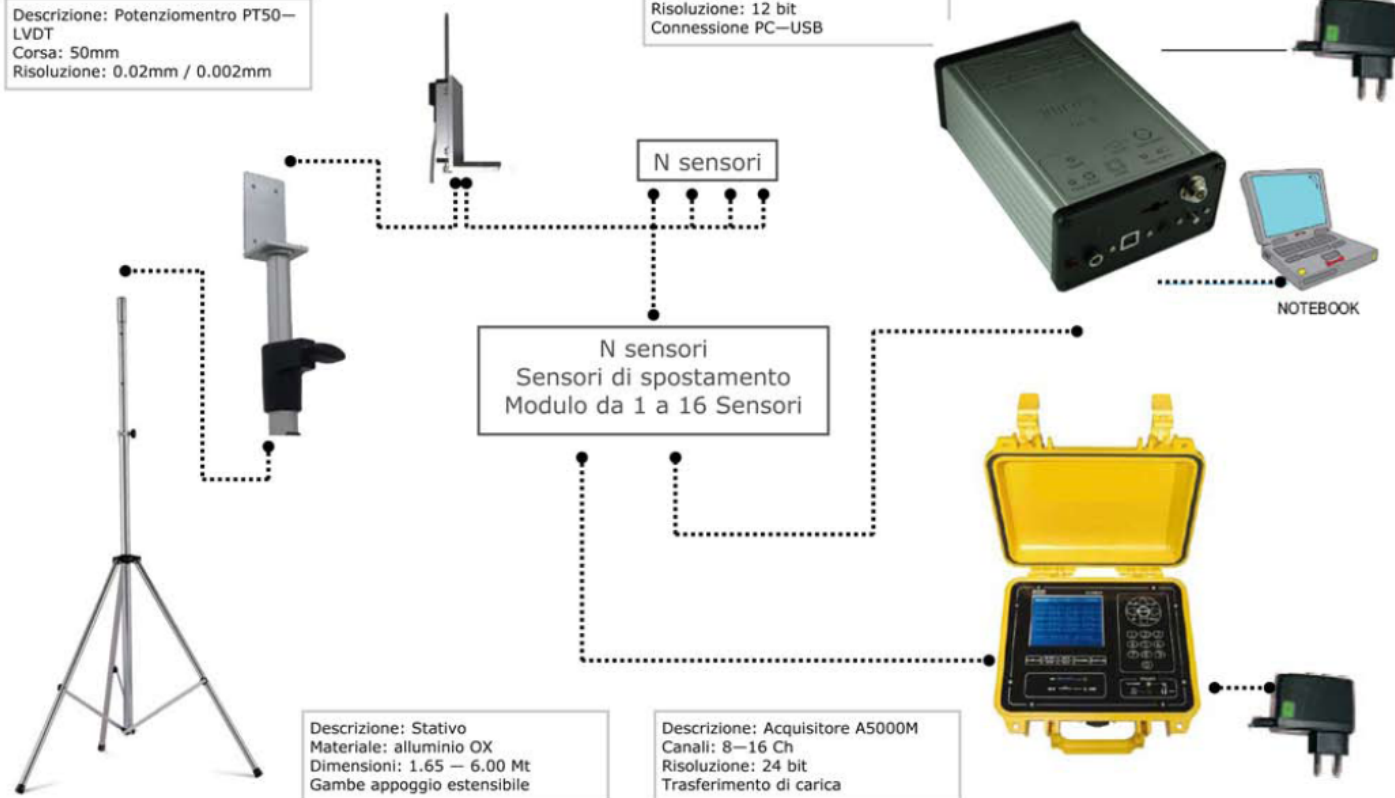 Descrizione: Potenziomentro PT50—
LVDT
Corsa: 50mm
Risoluzione: 0.02mm / 0.002mm
Risoluzione: 12 bit
Connessione PC—USB
N sensori
NOTEBOOK
N sensori
Sensori di spostamento
Modulo da 1 a 16 Sensori
Descrizione: Stativo
Materiale: alluminio OX
Dimensioni: 1.65 — 6.00 Mt
Gambe appoggio estensibile
Descrizione: Acquisitore A5000M
Canali: 8—16 Ch
Risoluzione: 24 bit
Trasferimento di carica